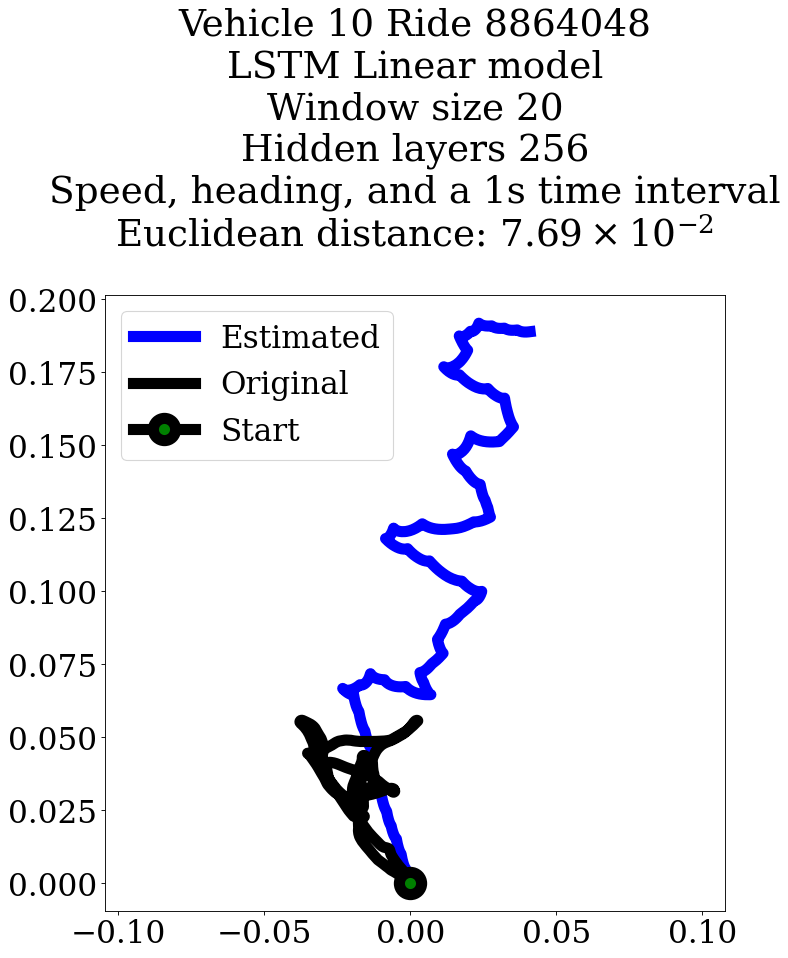 Vehicle 10 Ride 8864048
LSTM Linear model
Window size 20
Hidden layers 256
Speed, heading, and a 1s time interval
Euclidean distance: 7.69 × 10⁻²
0.200
Estimated
0.175
Original
0.150
Start
0.125
0.100
0.075
0.050
0.025
0.000
−0.10 −0.05 0.00 0.05 0.10